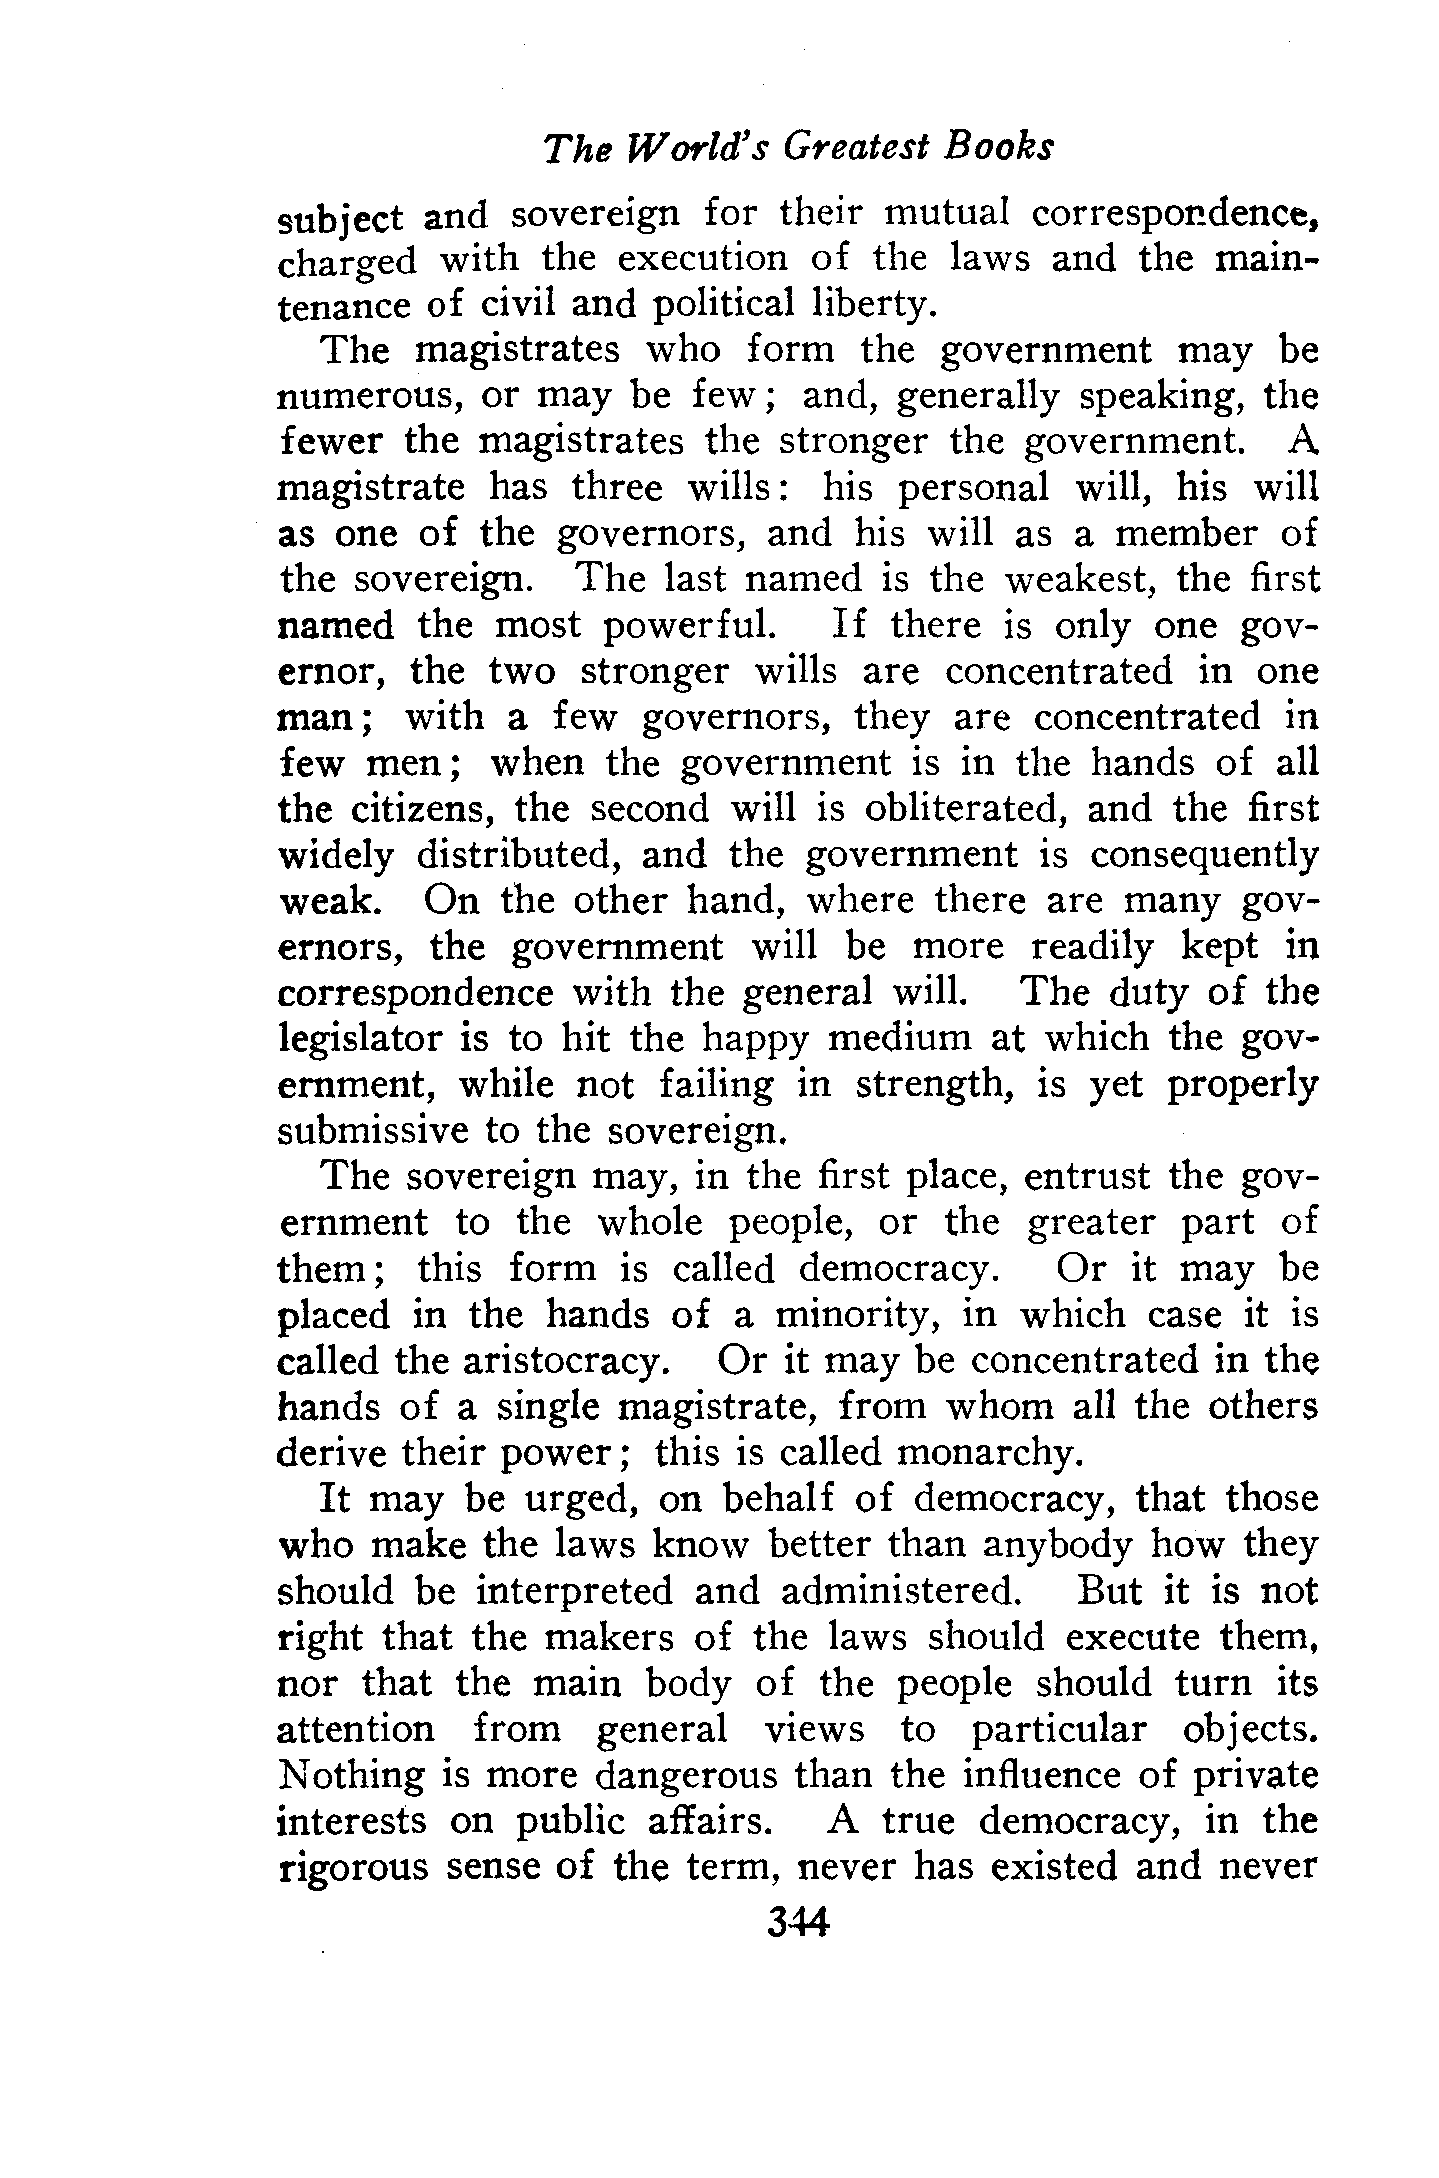 The World's Greatest Books
subject and sovereign for their mutual correspondence,
charged with the execution of the laws and the main-
tenance of civil and political liberty.
The magistrates who form the government may be
numerous, or may be few; and, generally speaking, the
fewer the magistrates the stronger the government. A
magistrate has three wills: his personal will, his will
as one of the governors, and his will as a member of
the sovereign. The last named is the weakest, the first
named the most powerful. If there is only one gov-
ernor, the two stronger wills are concentrated in one
man; with a few governors, they are concentrated in
few men; when the government is in the hands of all
the citizens, the second will is obliterated, and the first
widely distributed, and the government is consequently
weak. On the other hand, where there are many gov-
ernors, the government will be more readily kept in
correspondence with the general will. The duty of the
legislator is to hit the happy medium at which the gov-
ernment, while not failing in strength, is yet properly
submissive to the sovereign.
The sovereign may, in the first place, entrust the gov-
ernment to the whole people, or the greater part of
them; this form is called democracy. Or it may be
placed in the hands of a minority, in which case it is
called the aristocracy. Or it may be concentrated in the
hands of a single magistrate, from whom all the others
derive their power; this is called monarchy.
It may be urged, on behalf of democracy, that those
who make the laws know better than anybody how they
should be interpreted and administered. But it is not
right that the makers of the laws should execute them,
nor that the main body of the people should turn its
attention from general views to particular objects.
Nothing is more dangerous than the influence of private
interests on public affairs. A true democracy, in the
rigorous sense of the term, never has existed and never
344